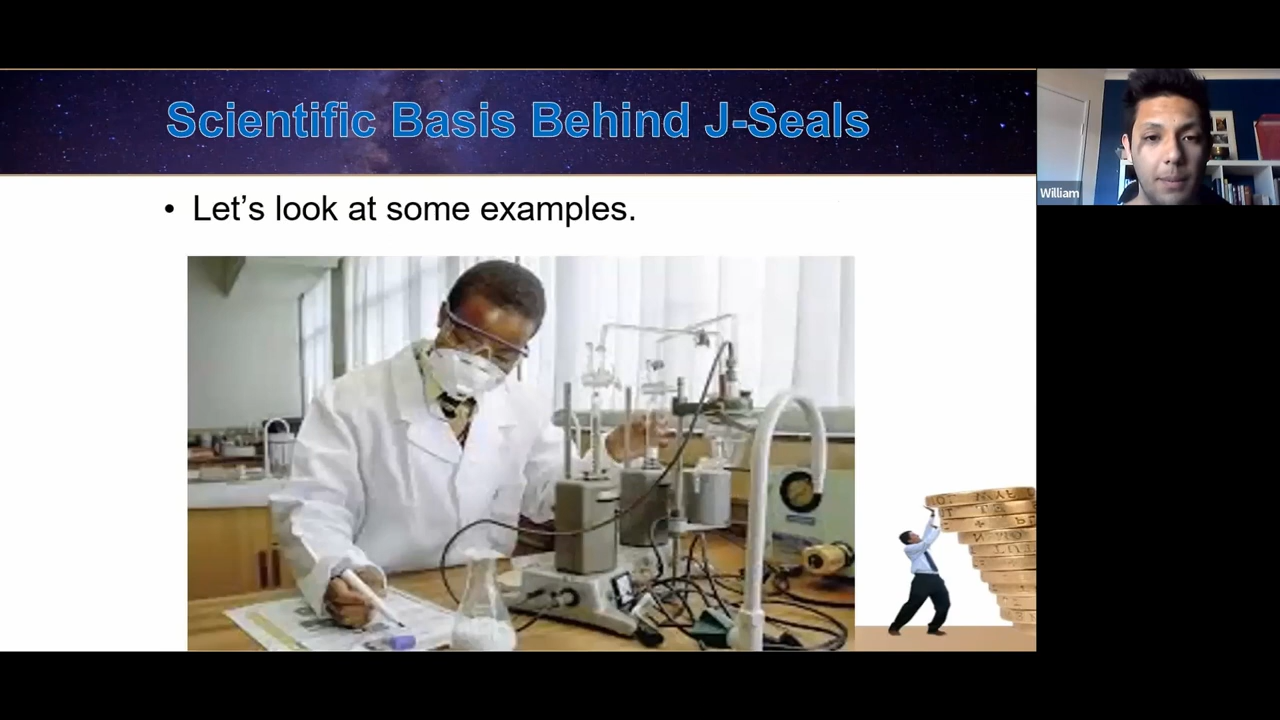 Scientific Basis Behind J-Seals
• Let's look at some examples.
William